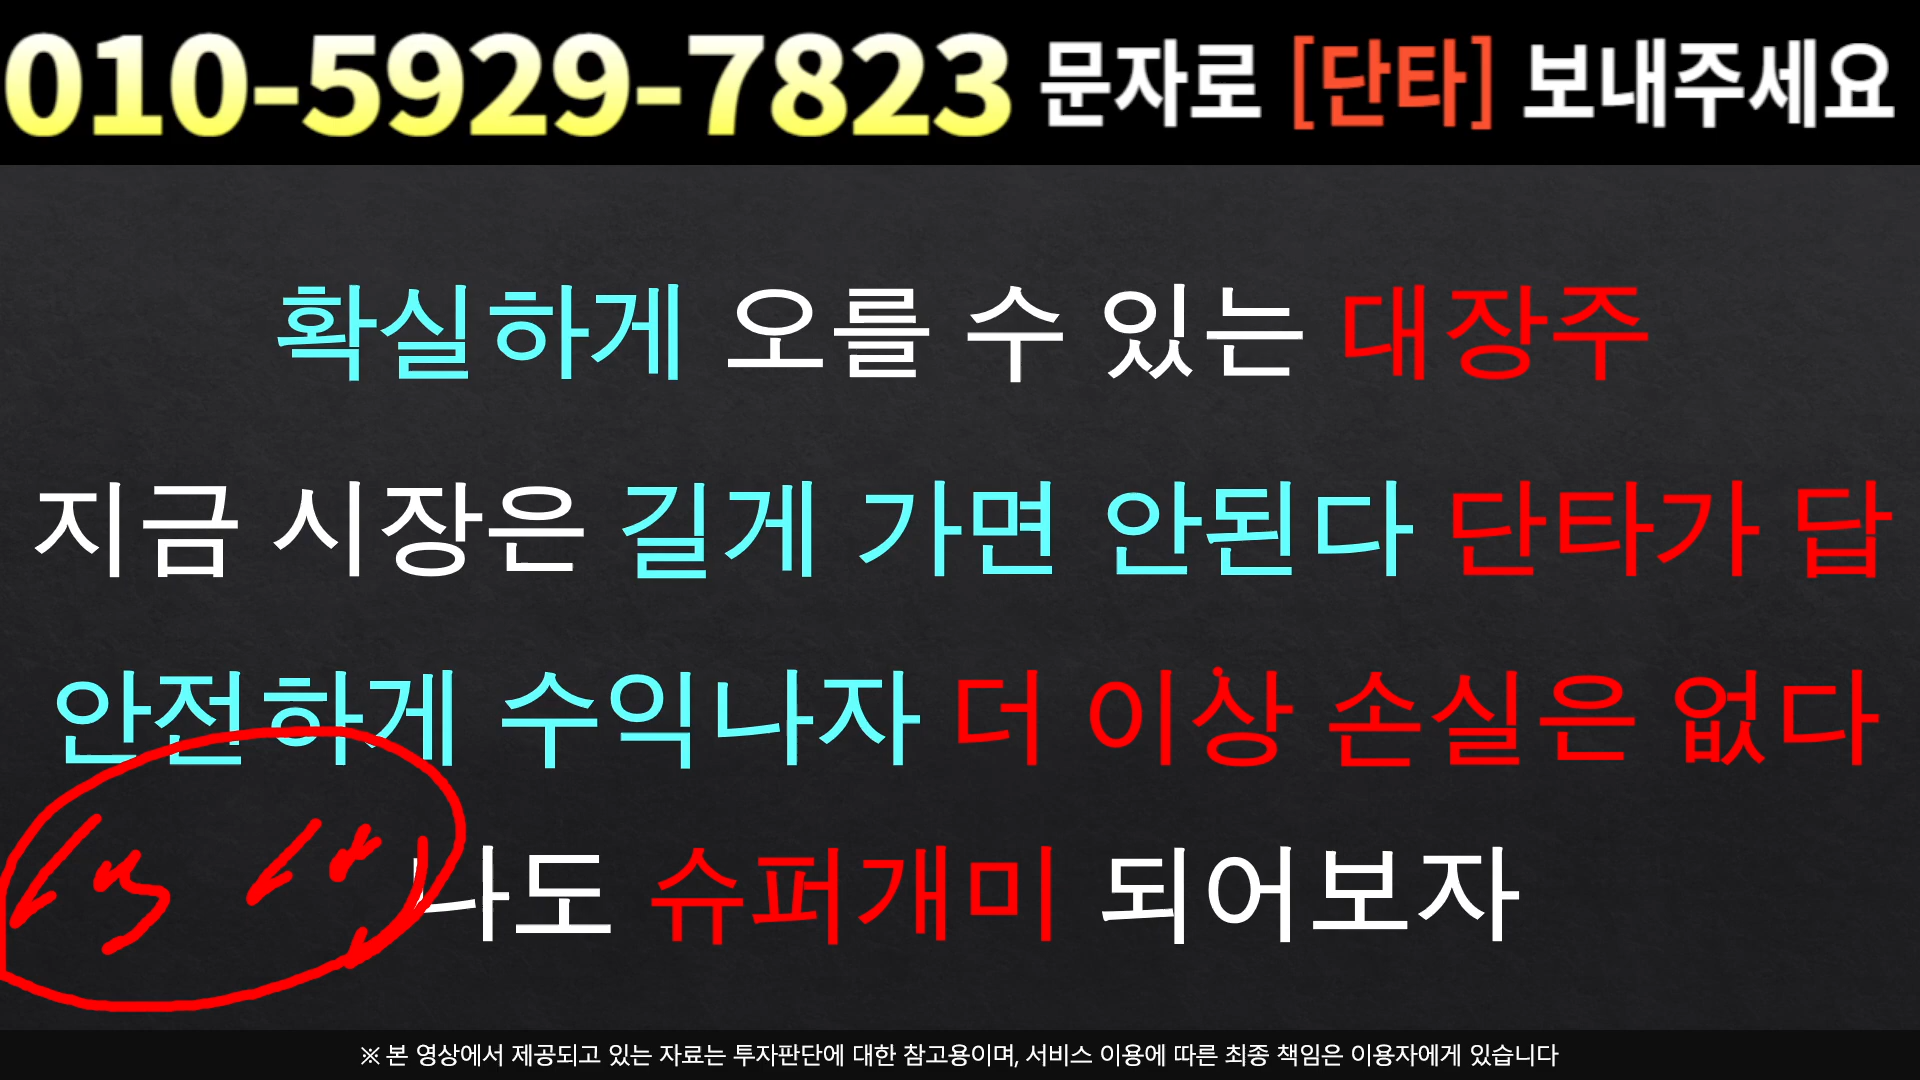 010-5929-7823 문자로 [단타] 보내주세요
확실하게 오를 수 있는 대장주
지금 시장은 길게 가면 안된다 단타가 답
안전하게 수익나자 더 이상 손실은 없다
나도 슈퍼개미 되어보자
※ 본 영상에서 제공되고 있는 자료는 투자판단에 대한 참고용이며, 서비스 이용에 따른 최종 책임은 이용자에게 있습니다